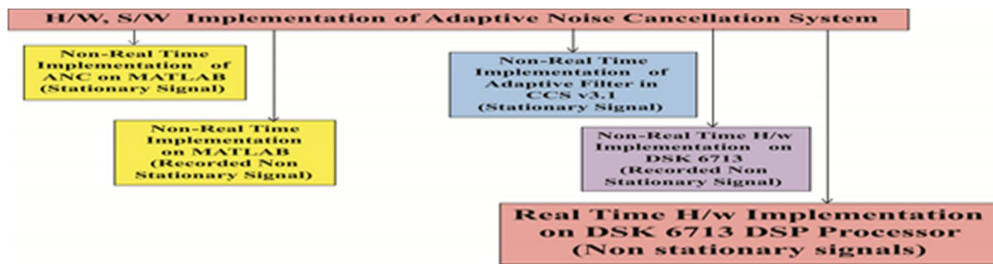 H/W, S/W Implementation of Adaptive Noise Cancellation System
Non-Real Time
Implementation of
ANC on MATLAB
(Stationary Signal)
Non-Real Time
Implementation of
Adaptive Filter in
CCS v3.1
(Stationary Signal)
Non-Real Time
Implementation
on MATLAB
(Recorded Non
Stationary Signal)
Non-Real Time H/w
Implementation on
DSK 6713
(Recorded Non
Stationary Signal)
Real Time H/w Implementation
on DSK 6713 DSP Processor
(Non stationary signals)